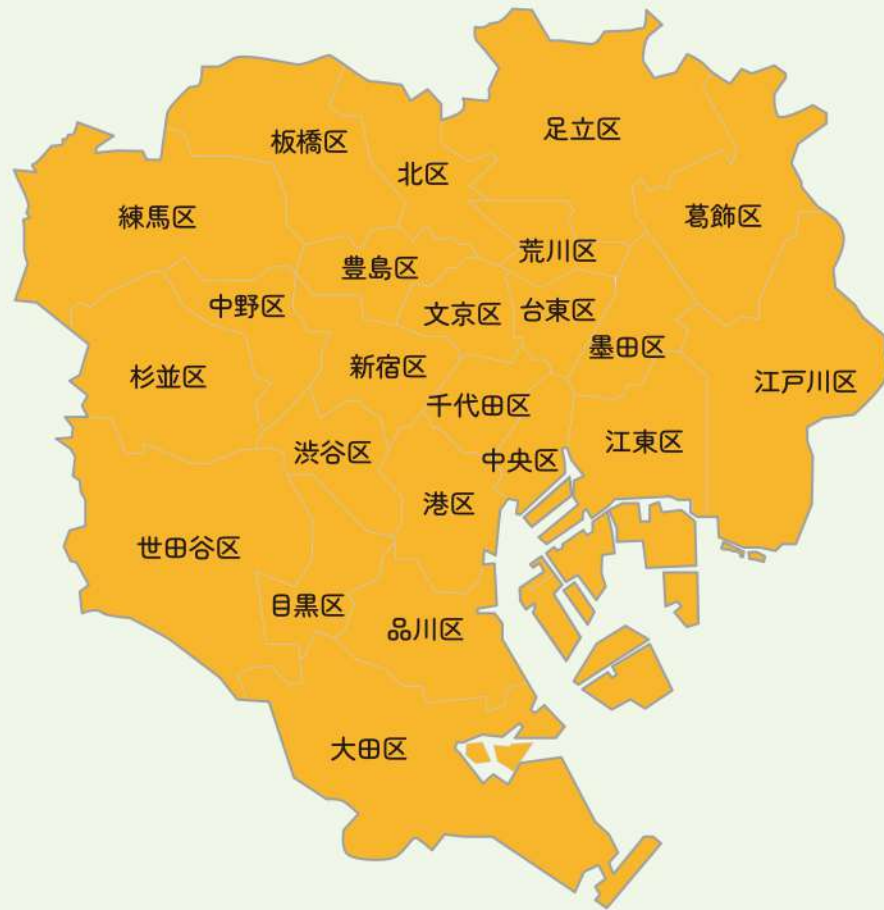 足立区
板橋区
北区
練馬区
葛飾区
荒川区
豊島区
中野区
文京区
台東区
墨田区
新宿区
杉並区
江戸川区
千代田区
江東区
渋谷区
中央区
港区
世田谷区
目黒区
品川区
大田区